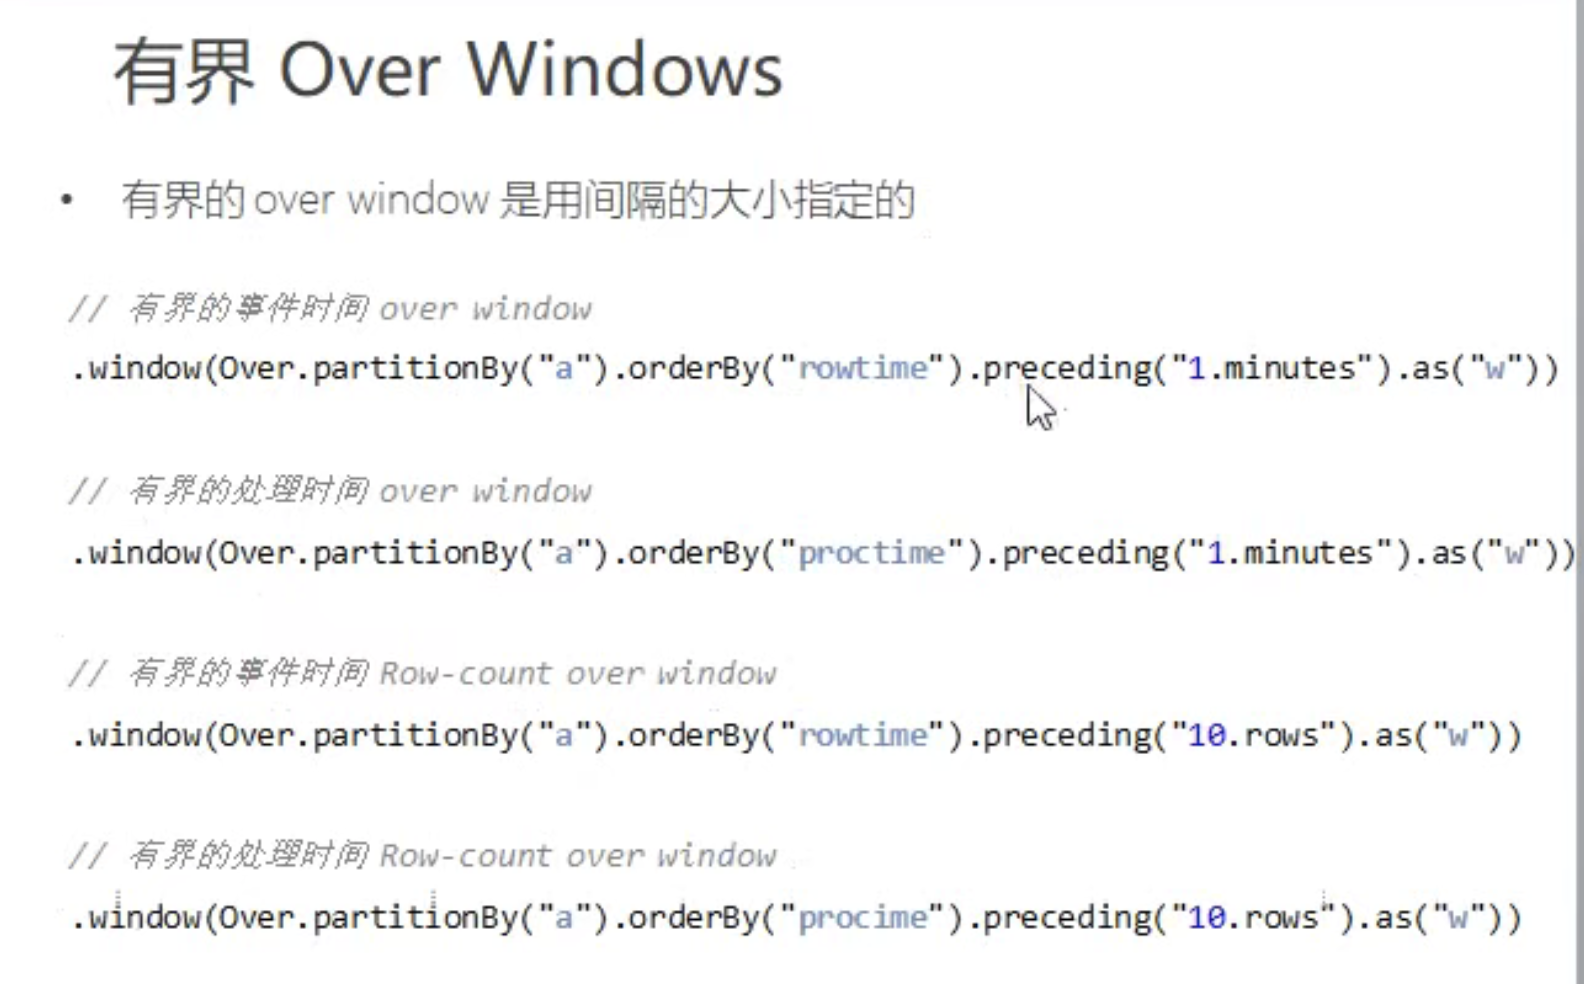 有界 Over Windows
• 有界的 over window 是用间隔的大小指定的
// 有界的事件时间 over window
.window(Over.partitionBy("a").orderBy("rowtime").preceding("1.minutes").as("w"))
// 有界的处理时间 over window
.window(Over.partitionBy("a").orderBy("proctime").preceding("1.minutes").as("w"))
// 有界的事件时间 Row-count over window
.window(Over.partitionBy("a").orderBy("rowtime").preceding("10.rows").as("w"))
// 有界的处理时间 Row-count over window
.window(Over.partitionBy("a").orderBy("procime").preceding("10.rows").as("w"))